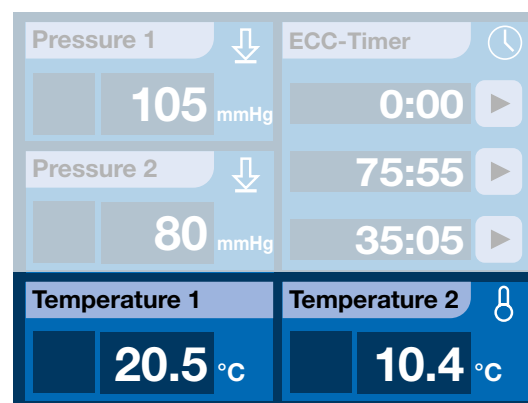 Pressure 1
105 mmHg
Pressure 2
80 mmHg
ECC-Timer
0:00
75:55
35:05
Temperature 1
20.5 °C
Temperature 2
10.4 °C